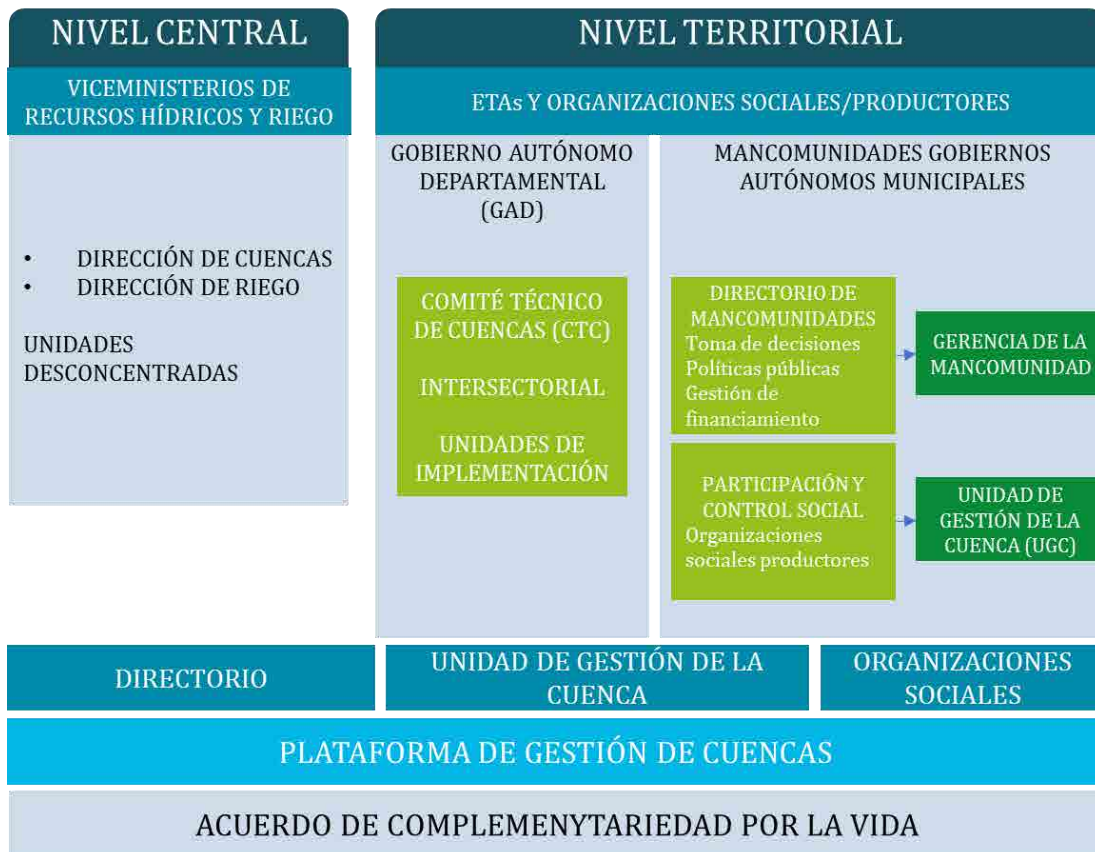 NIVEL CENTRAL
VICEMINISTERIOS DE
RECURSOS HÍDRICOS Y RIEGO
• DIRECCIÓN DE CUENCAS
• DIRECCIÓN DE RIEGO
UNIDADES
DESCONCENTRADAS
NIVEL TERRITORIAL
ETAs Y ORGANIZACIONES SOCIALES/PRODUCTORES
GOBIERNO AUTÓNOMO
DEPARTAMENTAL
(GAD)
COMITÉ TÉCNICO
DE CUENCAS (CTC)
INTERSECTORIAL
UNIDADES DE
IMPLEMENTACIÓN
MANCOMUNIDADES GOBIERNOS
AUTÓNOMOS MUNICIPALES
DIRECTORIO DE
MANCOMUNIDADES
Toma de decisiones
Políticas públicas
Gestión de
financiamiento
GERENCIA DE LA
MANCOMUNIDAD
PARTICIPACIÓN Y
CONTROL SOCIAL
Organizaciones
sociales productores
UNIDAD DE
GESTIÓN DE LA
CUENCA (UGC)
DIRECTORIO
UNIDAD DE GESTIÓN DE LA
CUENCA
ORGANIZACIONES
SOCIALES
PLATAFORMA DE GESTIÓN DE CUENCAS
ACUERDO DE COMPLEMENYTARIEDAD POR LA VIDA